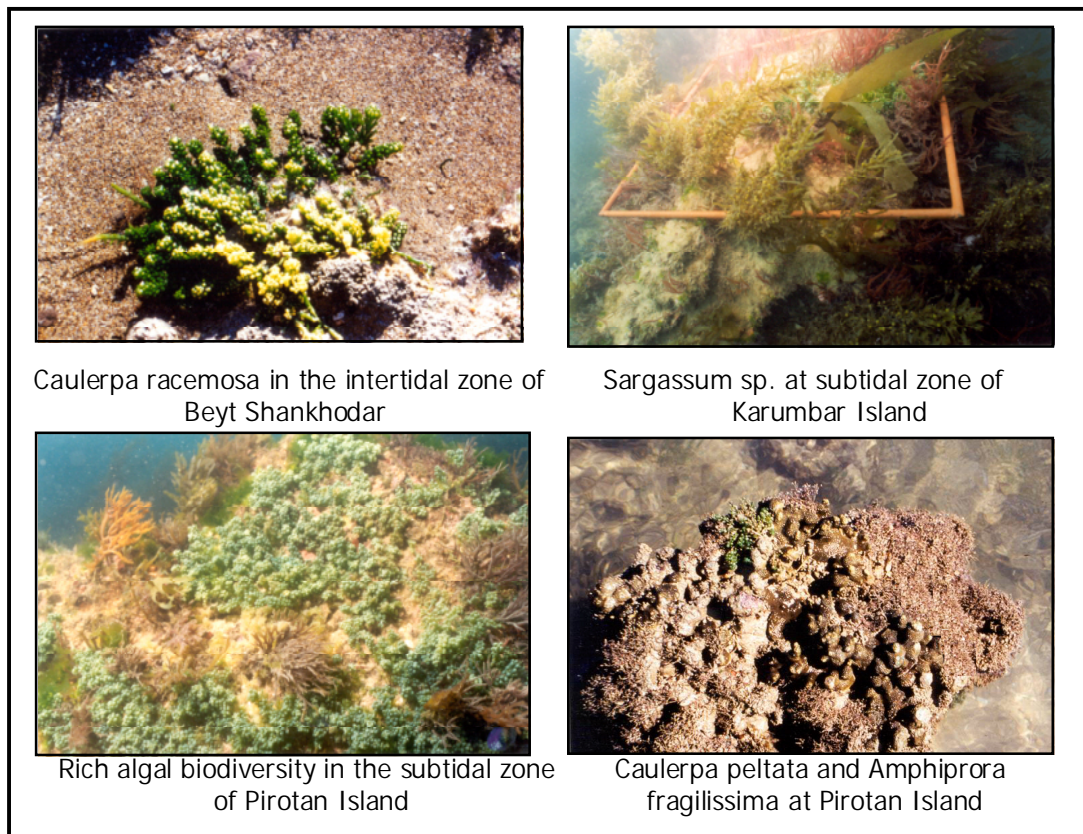 Caulerpa racemosa in the intertidal zone of
Beyt Shankhodar
Sargassum sp. at subtidal zone of
Karumbar Island
Rich algal biodiversity in the subtidal zone
of Pirotan Island
Caulerpa peltata and Amphiprora
fragilissima at Pirotan Island